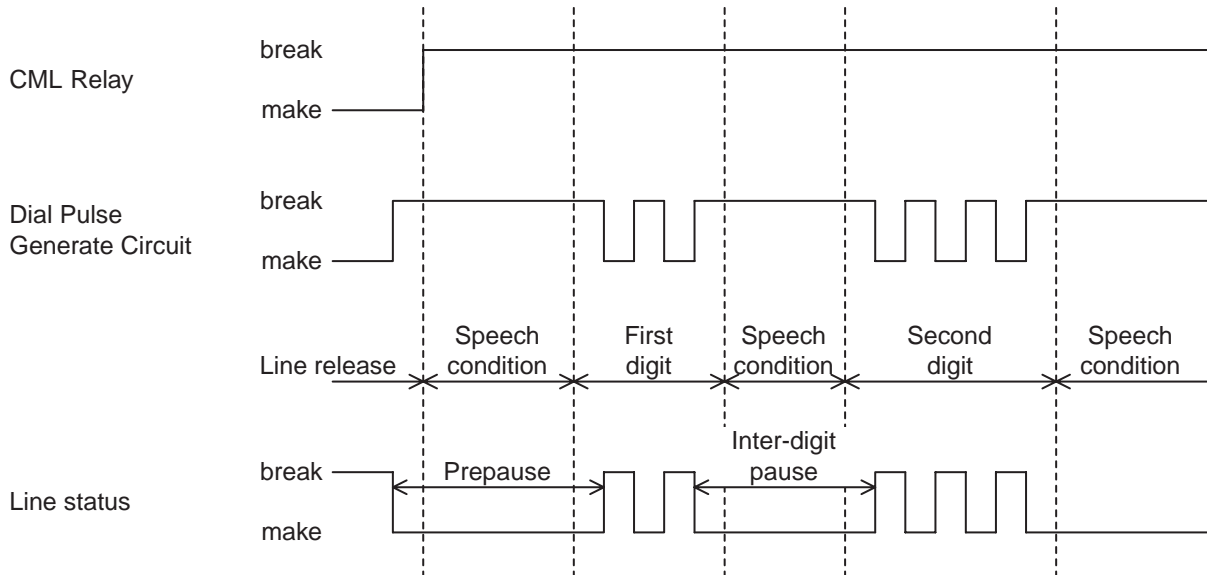 CML Relay
break
make
Dial Pulse
Generate Circuit
break
make
Line release
Speech
condition
First
digit
Speech
condition
Second
digit
Speech
condition
Line status
break
make
Prepause
Inter-digit
pause